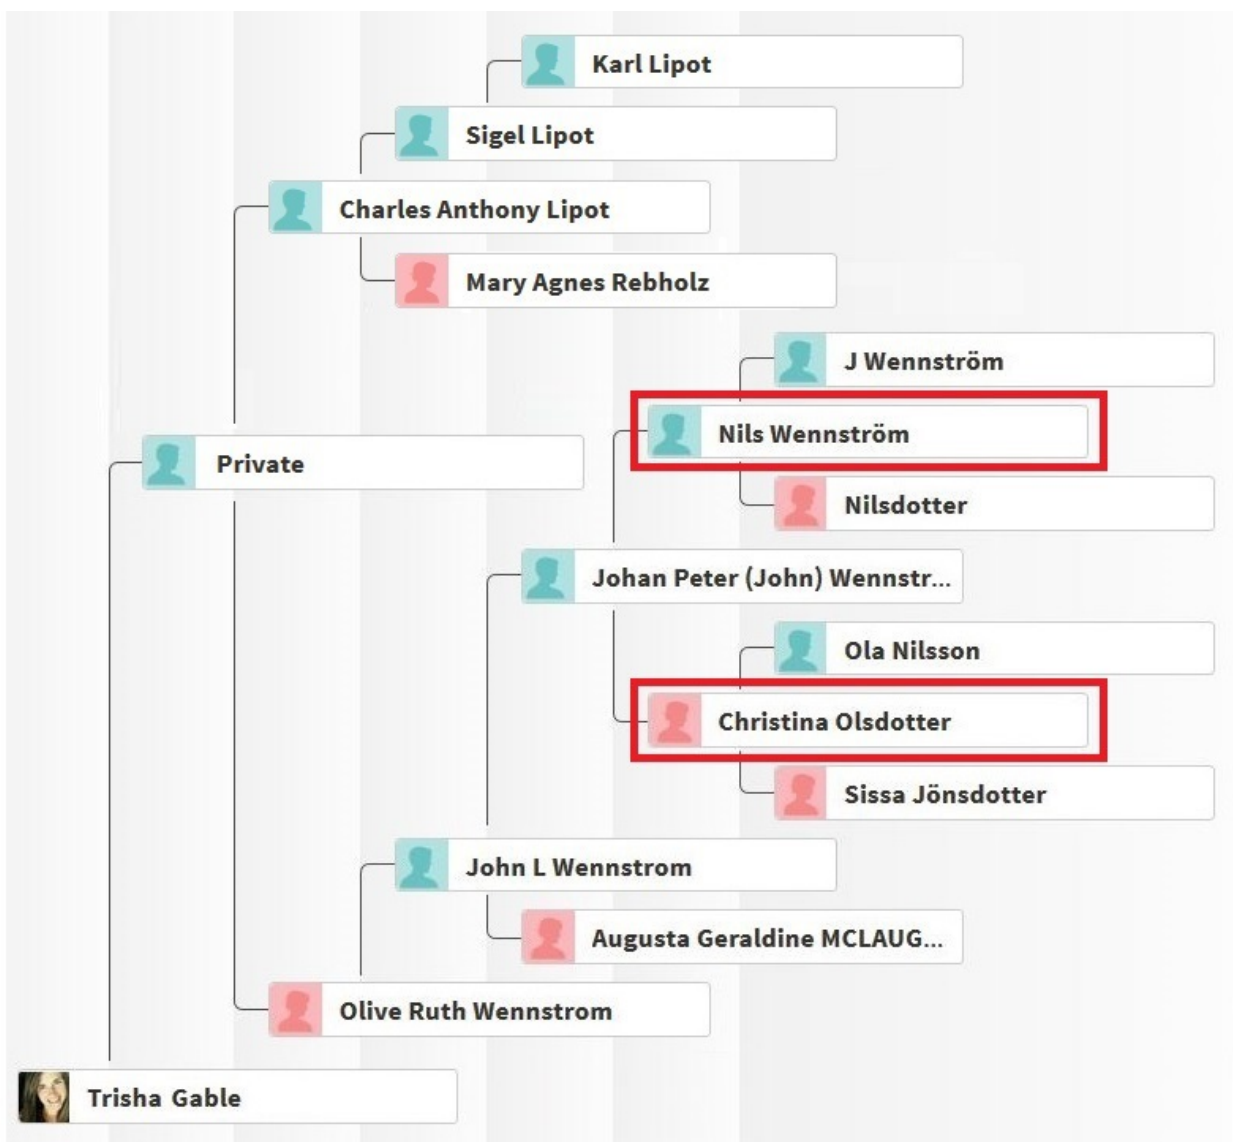 Karl Lipot
Sigel Lipot
Charles Anthony Lipot
Mary Agnes Rebholz
J Wennström
Nils Wennström
Private
Nilsdotter
Johan Peter (John) Wennstr...
Ola Nilsson
Christina Olsdotter
Sissa Jönsdotter
John L Wennstrom
Augusta Geraldine MCLAUG...
Olive Ruth Wennstrom
Trisha Gable